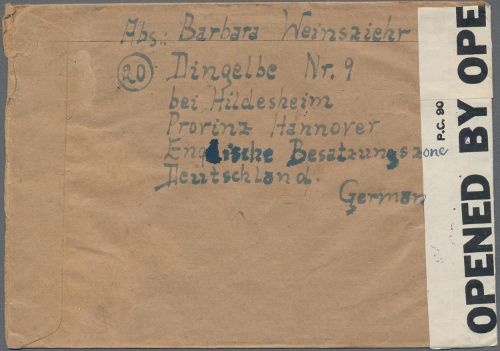 Abs.: Barbara Weinsziehr
(20) Dingelbe Nr. 9
bei Hildesheim
Provinz Hannover
Englische Besatzungszone
Deutschland.
German
P.C. 90
OPENED BY OPE